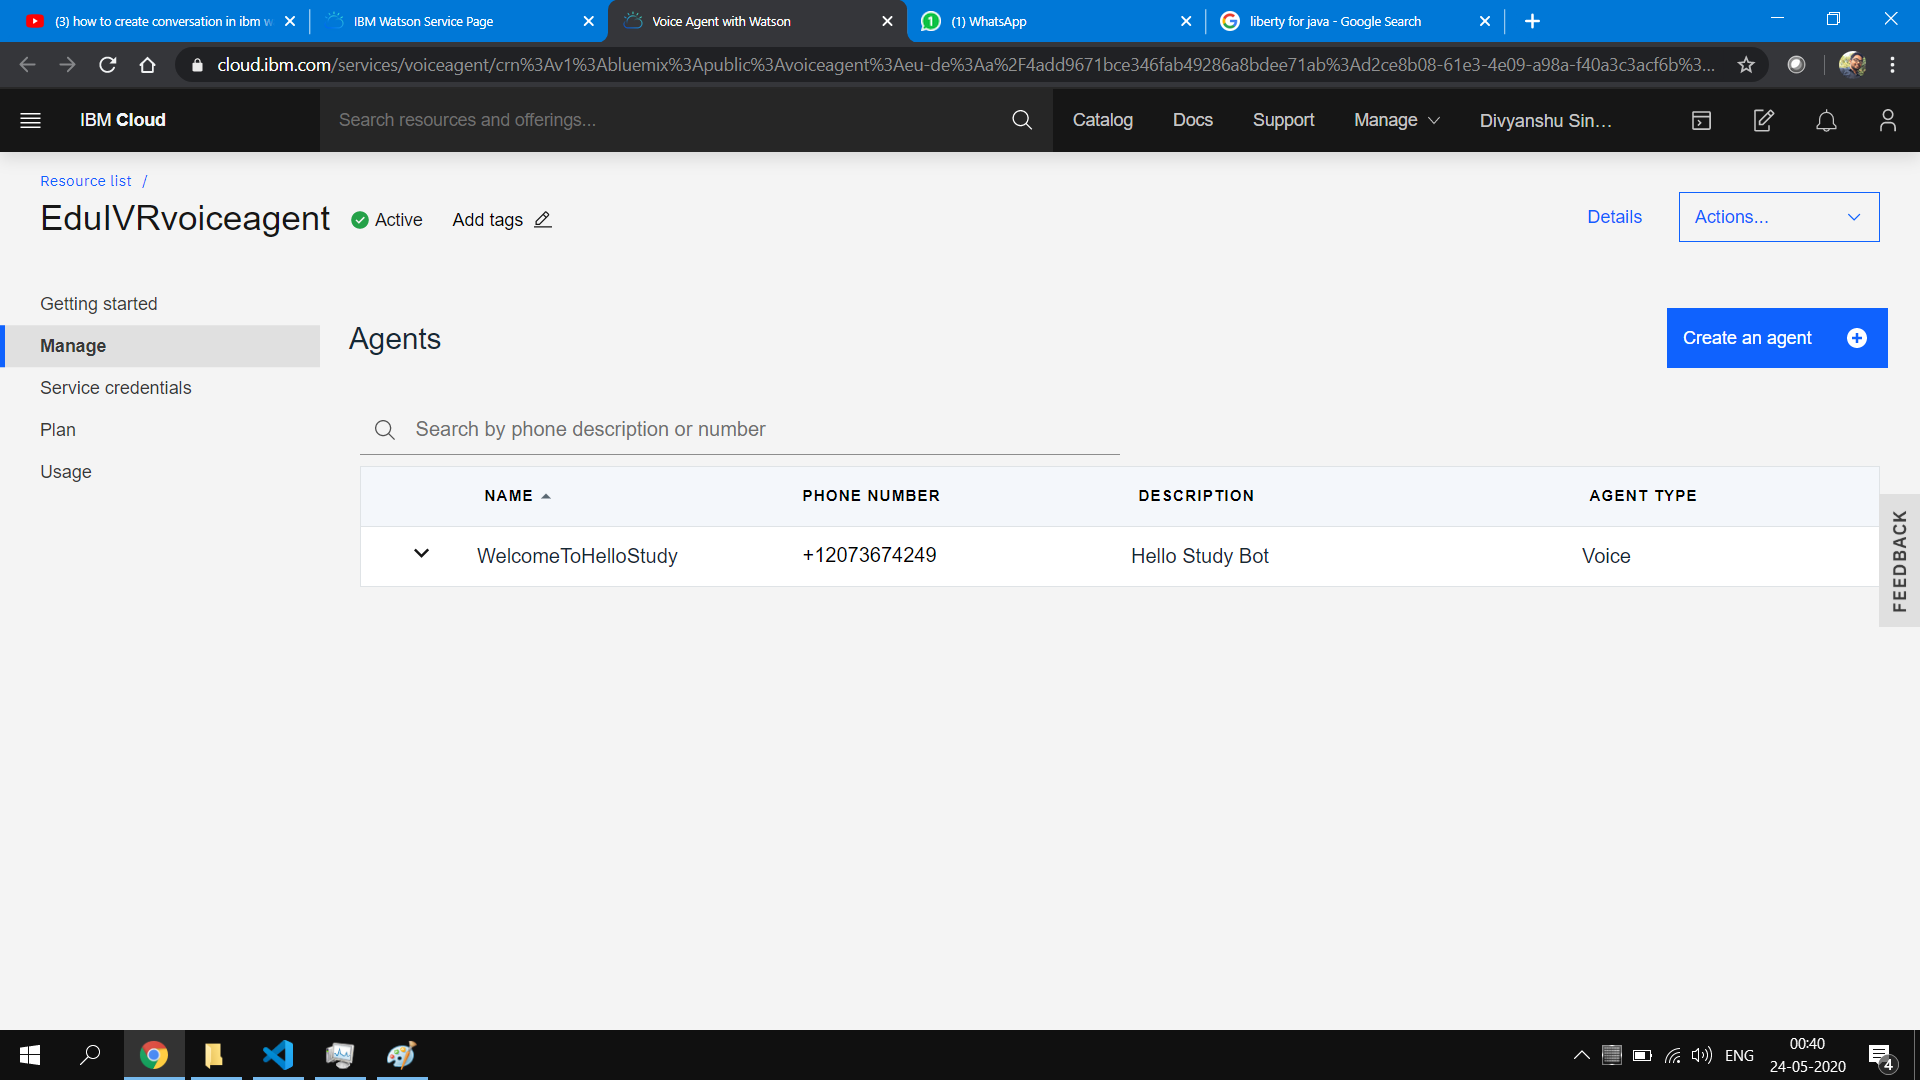 (3) how to create conversation in ibm w
IBM Watson Service Page
Voice Agent with Watson
(1) WhatsApp
liberty for java - Google Search
cloud.ibm.com/services/voiceagent/crn%3Av1%3Abluemix%3Apublic%3Avoiceagent%3Aeu-de%3Aa%2F4add9671bce346fab49286a8bdee71ab%3Ad2ce8b08-61e3-4e09-a98a-f40a3c3acf6b%3...
IBM Cloud
Search resources and offerings...
Catalog
Docs
Support
Manage
Divyanshu Sin...
Resource list /
EduIVRvoiceagent
Active
Add tags
Details
Actions...
Getting started
Manage
Service credentials
Plan
Usage
Agents
Create an agent
Search by phone description or number
NAME PHONE NUMBER DESCRIPTION AGENT TYPE
WelcomeToHelloStudy +12073674249 Hello Study Bot Voice
FEEDBACK
ENG
00:40
24-05-2020
4